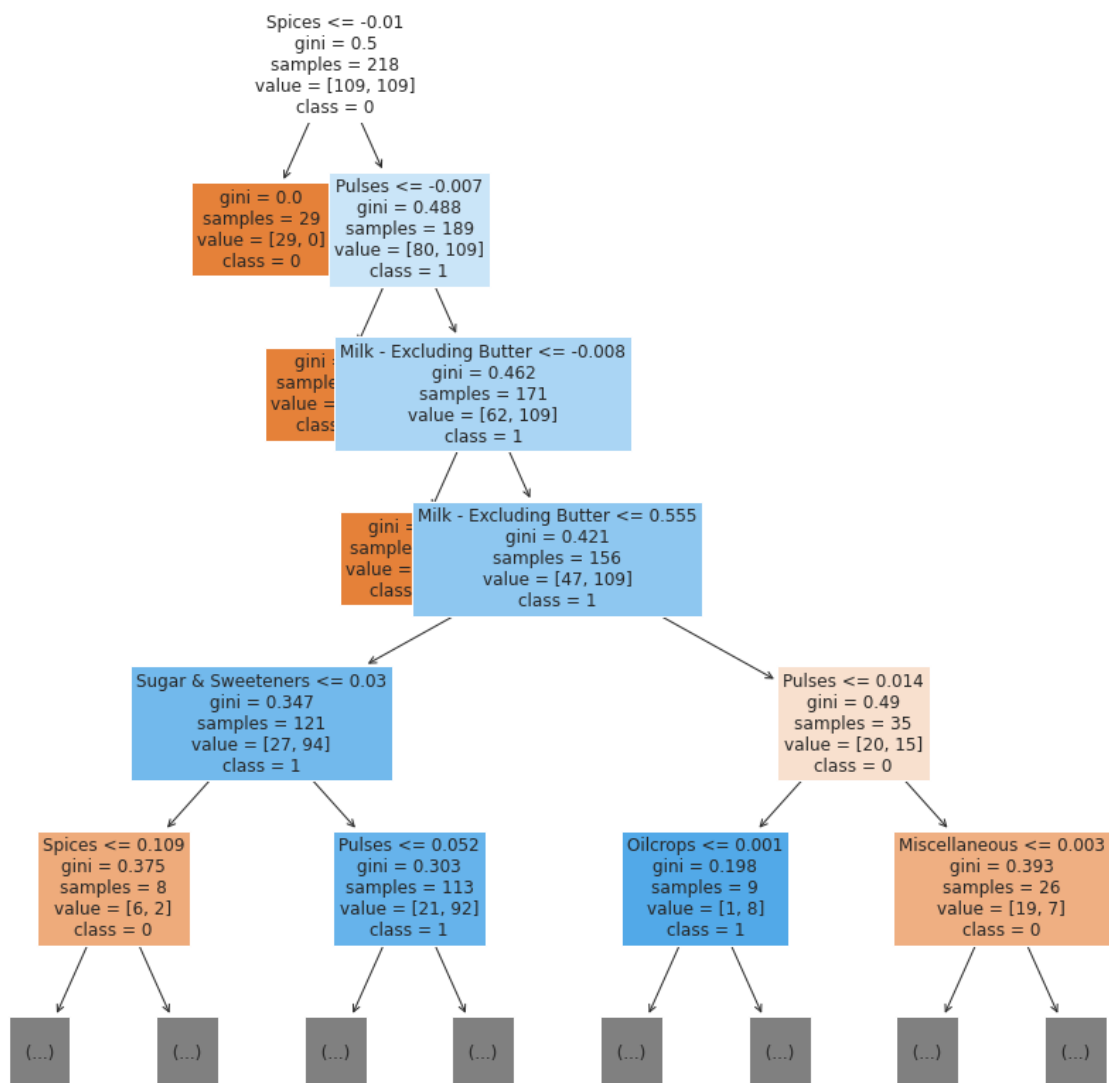 Spices <= -0.01
gini = 0.5
samples = 218
value = [109, 109]
class = 0
gini = 0.0
samples = 29
value = [29, 0]
class = 0
Pulses <= -0.007
gini = 0.488
samples = 189
value = [80, 109]
class = 1
gini
value =
Milk - Excluding Butter <= -0.008
gini = 0.462
samples = 171
value = [62, 109]
class = 1
gini =
value =
Milk - Excluding Butter <= 0.555
gini = 0.421
samples = 156
value = [47, 109]
class = 1
Sugar & Sweeteners <= 0.03
gini = 0.347
samples = 121
value = [27, 94]
class = 1
Pulses <= 0.014
gini = 0.49
samples = 35
value = [20, 15]
class = 0
Spices <= 0.109
gini = 0.375
samples = 8
value = [6, 2]
class = 0
Pulses <= 0.052
gini = 0.303
samples = 113
value = [21, 92]
class = 1
Oilcrops <= 0.001
gini = 0.198
samples = 9
value = [1, 8]
class = 1
Miscellaneous <= 0.003
gini = 0.393
samples = 26
value = [19, 7]
class = 0
(...)
(...)
(...)
(...)
(...)
(...)
(...)
(...)